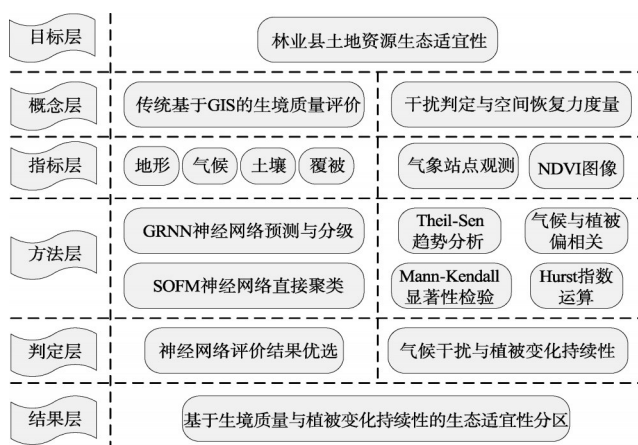 目标层
林业县土地资源生态适宜性
概念层
传统基于GIS的生境质量评价
干扰判定与空间恢复力度量
指标层
地形
气候
土壤
覆被
气象站点观测
NDVI图像
方法层
GRNN神经网络预测与分级
SOFM神经网络直接聚类
Theil-Sen
趋势分析
气候与植被
偏相关
Mann-Kendall
显著性检验
Hurst指数
运算
判定层
神经网络评价结果优选
气候干扰与植被变化持续性
结果层
基于生境质量与植被变化持续性的生态适宜性分区